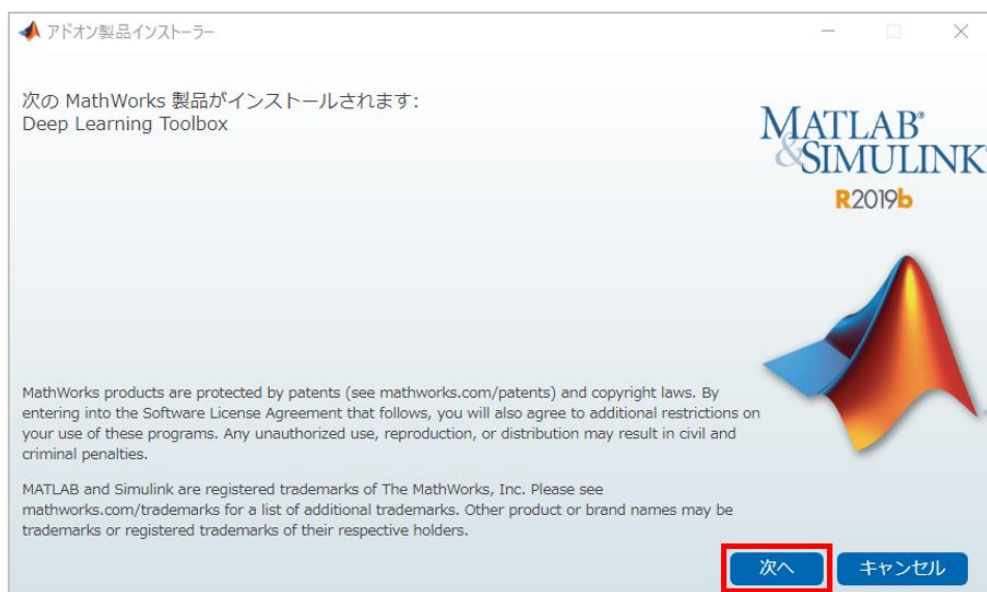 アドオン製品インストーラー
次の MathWorks 製品がインストールされます:
Deep Learning Toolbox
MATLAB®
&SIMULINK®
R2019b
MathWorks products are protected by patents (see mathworks.com/patents) and copyright laws. By
entering into the Software License Agreement that follows, you will also agree to additional restrictions on
your use of these programs. Any unauthorized use, reproduction, or distribution may result in civil and
criminal penalties.
MATLAB and Simulink are registered trademarks of The MathWorks, Inc. Please see
mathworks.com/trademarks for a list of additional trademarks. Other product or brand names may be
trademarks or registered trademarks of their respective holders.
次へ
キャンセル